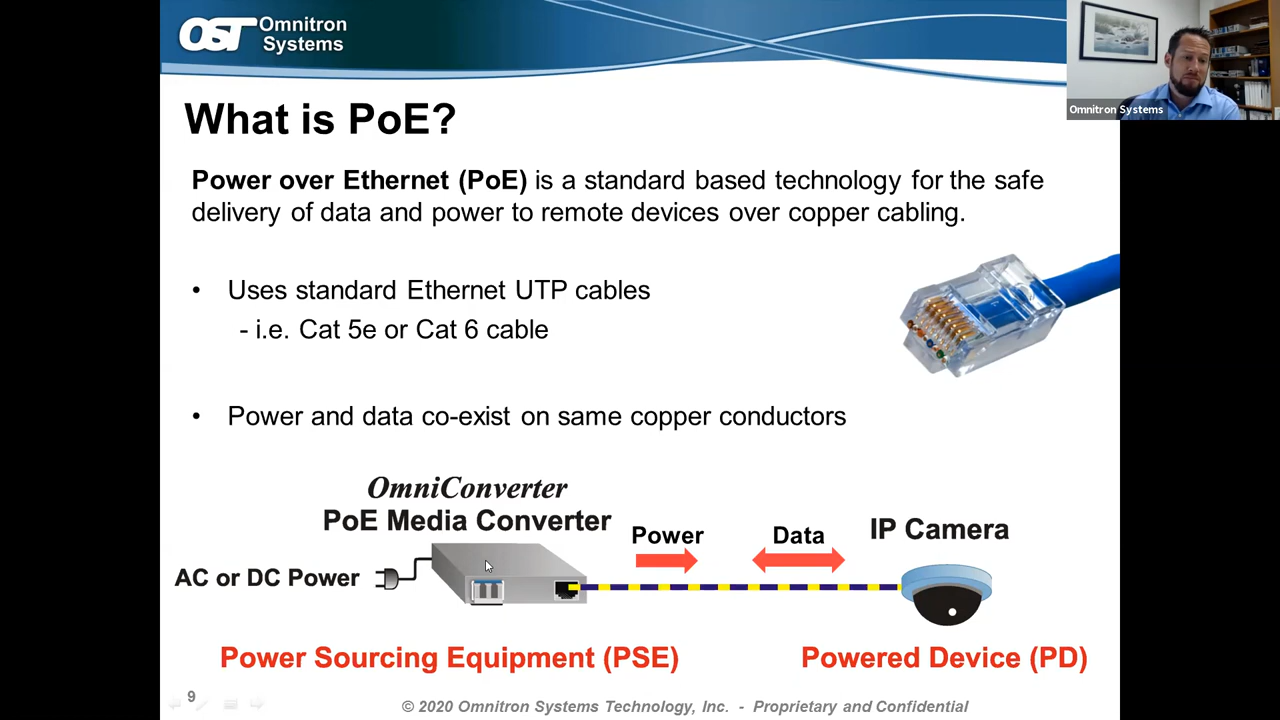 OST Omnitron
Systems
Omnitron Systems
What is PoE?
Power over Ethernet (PoE) is a standard based technology for the safe
delivery of data and power to remote devices over copper cabling.
• Uses standard Ethernet UTP cables
- i.e. Cat 5e or Cat 6 cable
• Power and data co-exist on same copper conductors
OmniConverter
PoE Media Converter
Power
Data
IP Camera
AC or DC Power
Power Sourcing Equipment (PSE)
Powered Device (PD)
9
© 2020 Omnitron Systems Technology, Inc. - Proprietary and Confidential